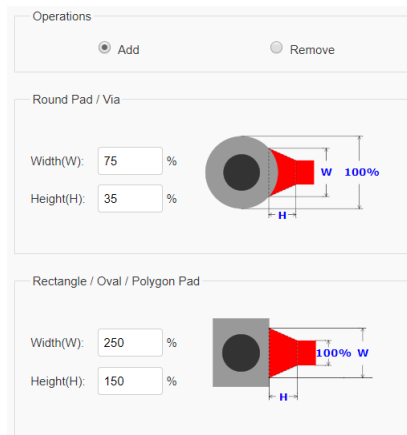 Operations
Add Remove
Round Pad / Via
Width(W): 75 %
W 100%
Height(H): 35 %
H
Rectangle / Oval / Polygon Pad
Width(W): 250 %
100% W
Height(H): 150 %
H